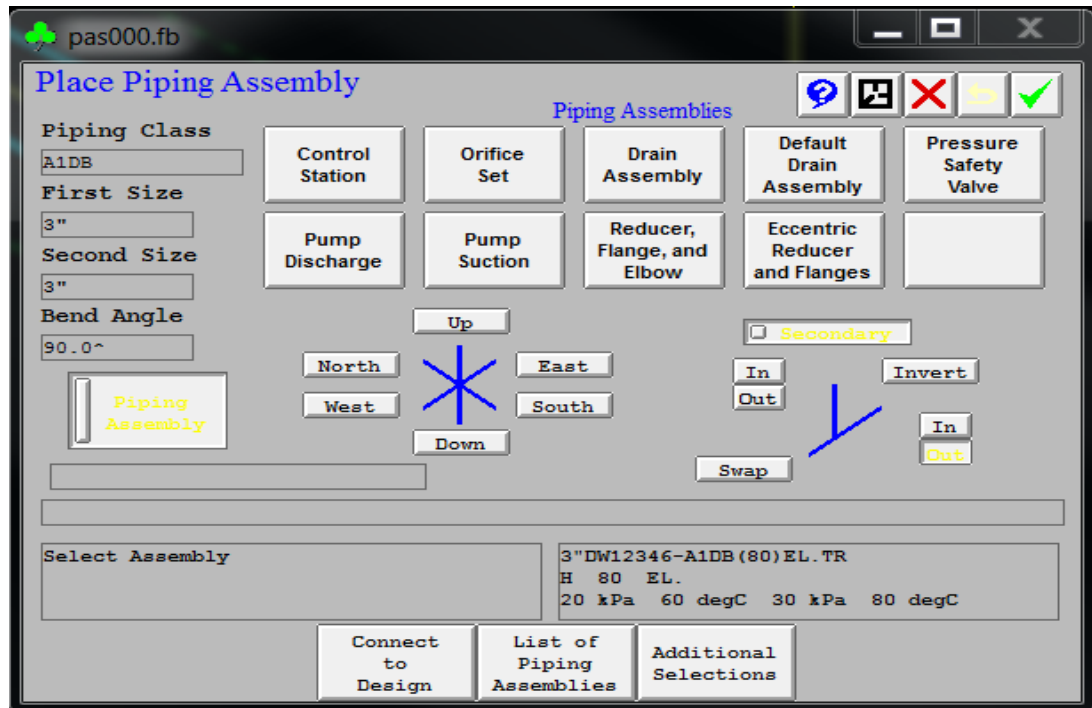 pas000.fb
Place Piping Assembly
Piping Assemblies
Piping Class
A1DB
First Size
3"
Second Size
3"
Bend Angle
90.0^
Control
Station
Orifice
Set
Drain
Assembly
Default
Drain
Assembly
Pressure
Safety
Valve
Pump
Discharge
Pump
Suction
Reducer,
Flange, and
Elbow
Eccentric
Reducer
and Flanges
Up
North
East
West
South
Down
Secondary
In
Out
Invert
In
Out
Swap
Piping
Assembly
Select Assembly
3"DW12346-A1DB(80)EL.TR
H 80 EL.
20 kPa 60 degC 30 kPa 80 degC
Connect
to
Design
List of
Piping
Assemblies
Additional
Selections